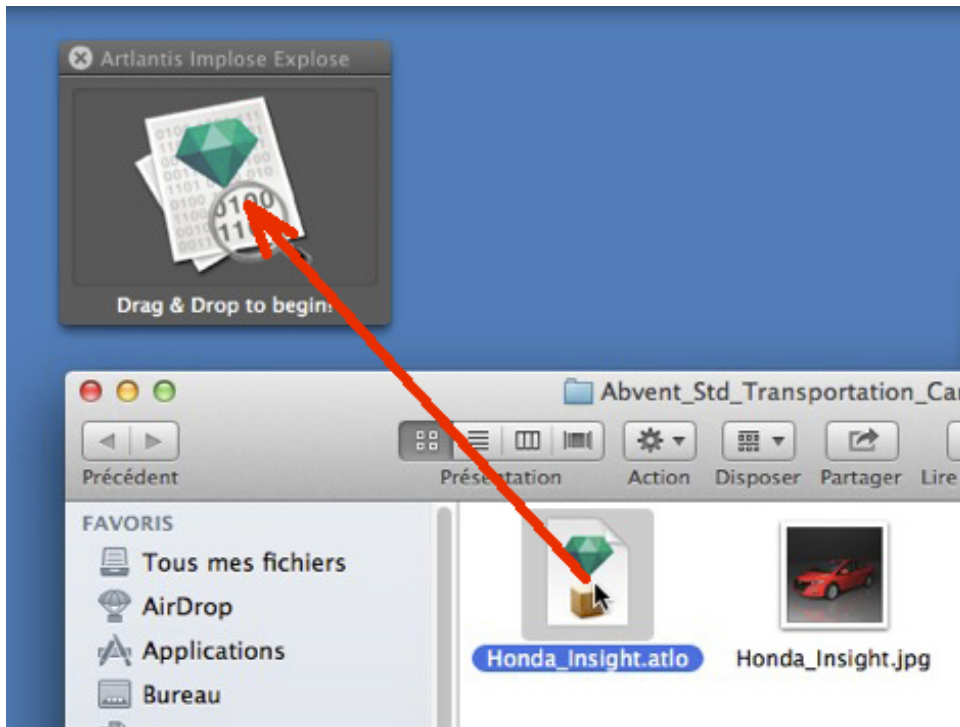 Artlantis Implose Explose
Drag & Drop to begin!
Abvent_Std_Transportation_Ca
Précédent
Présentation
Action
Disposer
Partager
Lire
FAVORIS
Tous mes fichiers
AirDrop
Applications
Bureau
Honda_Insight.atlo
Honda_Insight.jpg